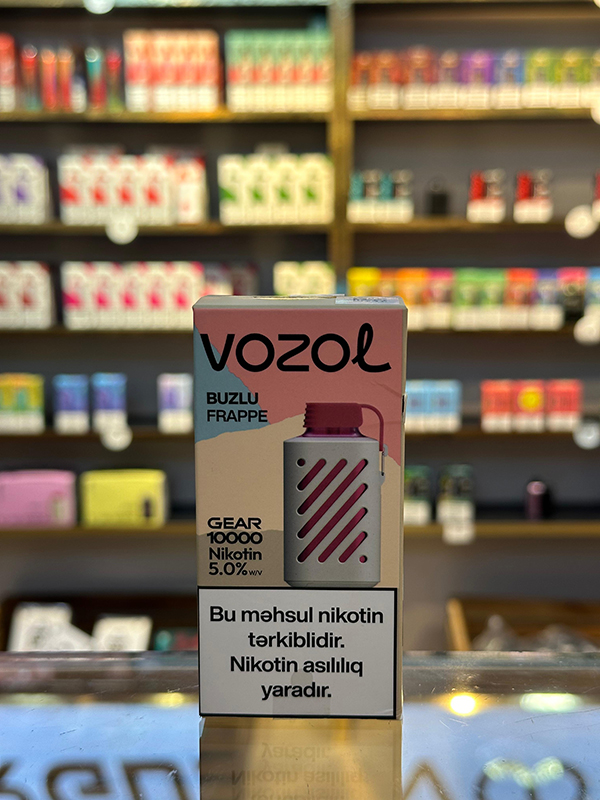 VOZOL
BUZLU
FRAPPE
GEAR
10000
Nikotin
5.0% w/v
Bu məhsul nikotin
tərkiblidir.
Nikotin asılılıq
yaradır.